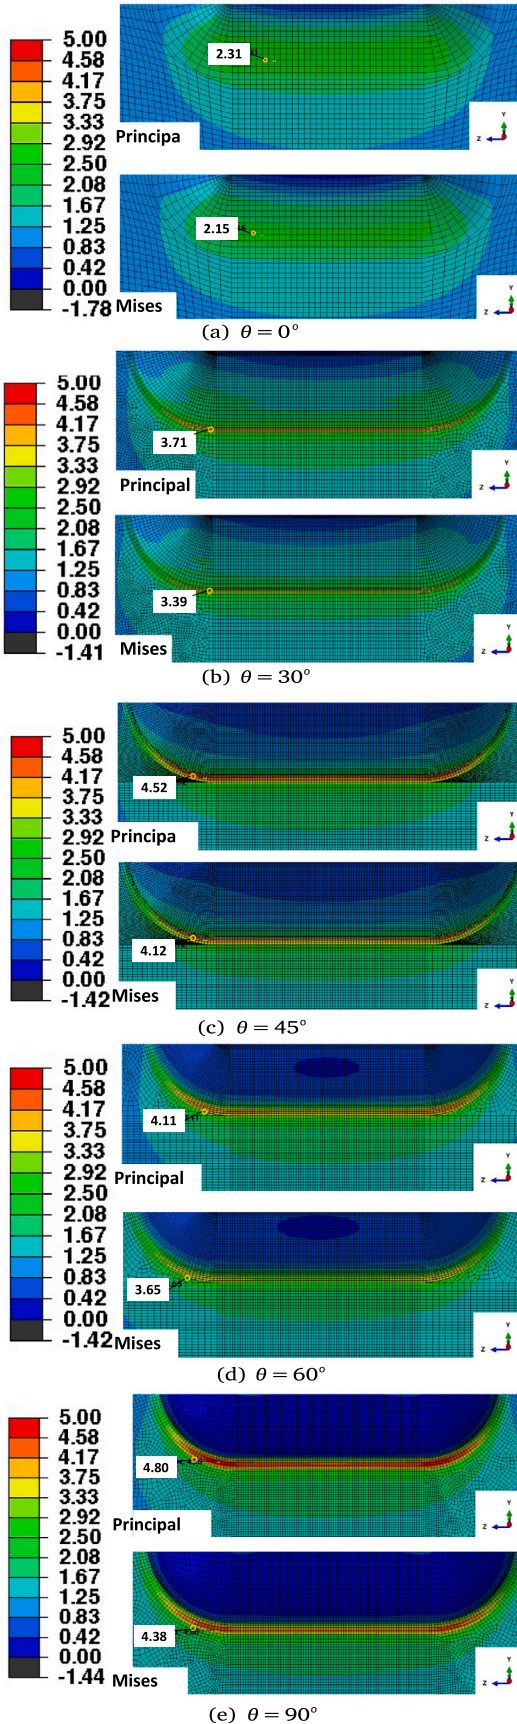 5.00
4.58
4.17
3.75
3.33
2.92
2.50
2.08
1.67
1.25
0.83
0.42
-1.78
2.31
Principa
Y
Z
2.15
Mises
Y
Z
(a) θ = 0°
5.00
4.58
4.17
3.75
3.33
2.92
2.50
2.08
1.67
1.25
0.83
0.42
0.00
-1.41
3.71
Principal
Y
Z
3.39
Mises
Y
Z
(b) θ = 30°
5.00
4.58
4.17
3.75
3.33
2.92
2.50
2.08
1.67
1.25
0.83
0.42
0.00
-1.42
4.52
Principa
Y
Z
4.12
Mises
Y
Z
(c) θ = 45°
5.00
4.58
4.17
3.75
3.33
2.92
2.50
2.08
1.67
1.25
0.83
0.42
0.00
-1.42
4.11
Principal
Y
Z
3.65
Mises
Y
Z
(d) θ = 60°
5.00
4.58
4.17
3.75
3.33
2.92
2.50
2.08
1.67
1.25
0.83
0.42
0.00
-1.44
4.80
Principal
Y
Z
4.38
Mises
Y
Z
(e) θ = 90°